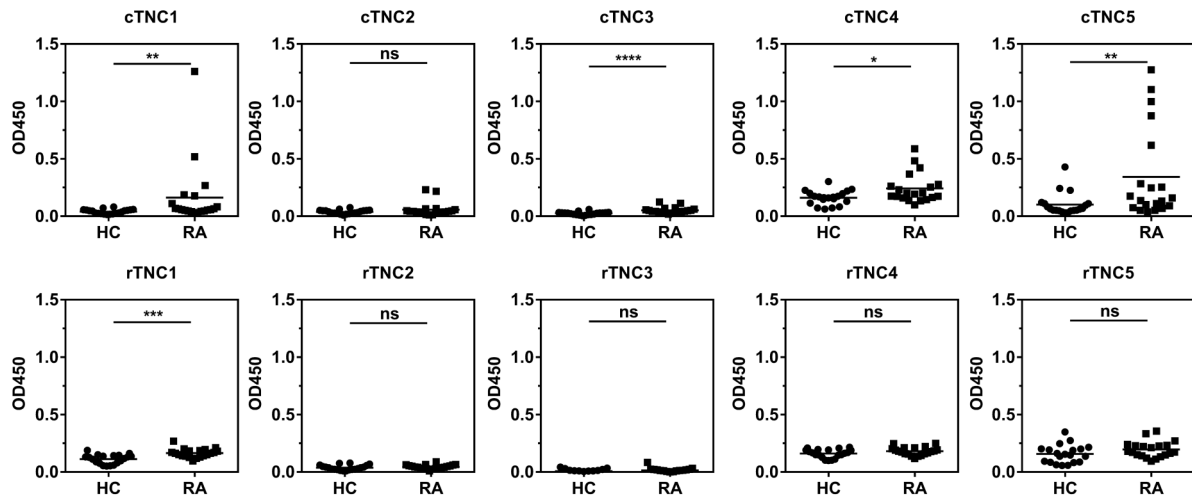 cTNC1 cTNC2 cTNC3 cTNC4 cTNC5
1.5 1.5 1.5 1.5 1.5
** ns **** * **
1.0 1.0 1.0 1.0 1.0
OD450 OD450 OD450 OD450 OD450
0.5 0.5 0.5 0.5 0.5
0.0 0.0 0.0 0.0 0.0
HC RA HC RA HC RA HC RA HC RA
rTNC1 rTNC2 rTNC3 rTNC4 rTNC5
1.5 1.5 1.5 1.5 1.5
*** ns ns ns ns
1.0 1.0 1.0 1.0 1.0
OD450 OD450 OD450 OD450 OD450
0.5 0.5 0.5 0.5 0.5
0.0 0.0 0.0 0.0 0.0
HC RA HC RA HC RA HC RA HC RA